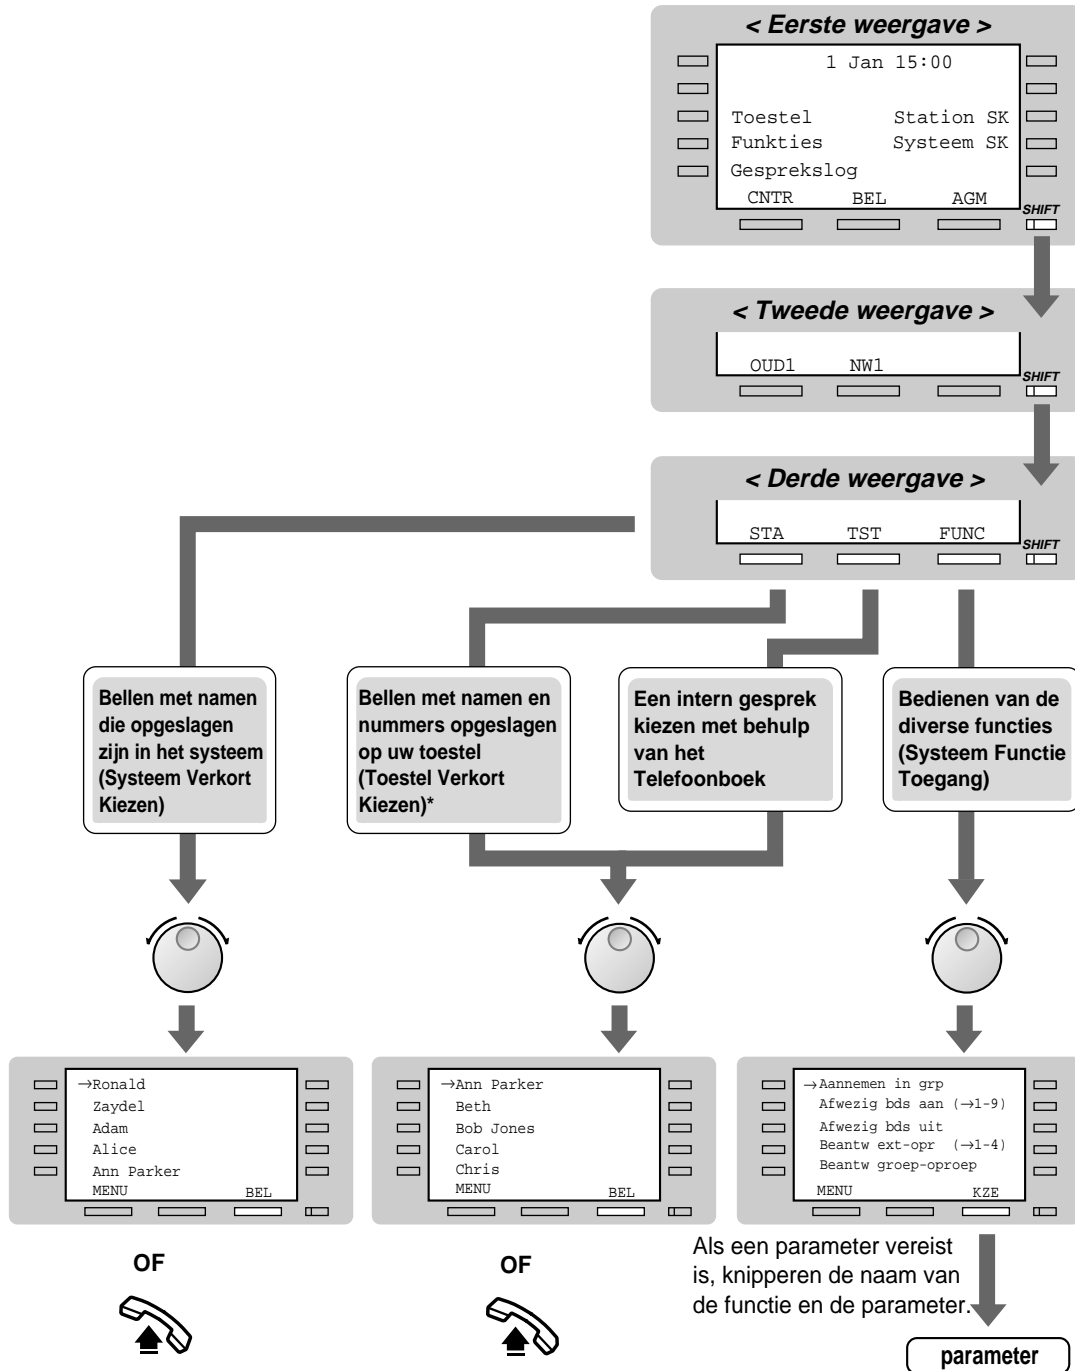 < Eerste weergave >
1 Jan 15:00
Toestel Station SK
Funkties Systeem SK
Gesprekslog
CNTR BEL AGM
SHIFT
< Tweede weergave >
OUD1 NW1
SHIFT
< Derde weergave >
STA TST FUNC
SHIFT
Bellen met namen
die opgeslagen
zijn in het systeem
(Systeem Verkort
Kiezen)
Bellen met namen en
nummers opgeslagen
op uw toestel
(Toestel Verkort
Kiezen)*
Een intern gesprek
kiezen met behulp
van het
Telefoonboek
Bedienen van de
diverse functies
(Systeem Functie
Toegang)
→Ronald
Zaydel
Adam
Alice
Ann Parker
MENU BEL
→Ann Parker
Beth
Bob Jones
Carol
Chris
MENU BEL
→Aannemen in grp
Afwezig bds aan (→1-9)
Afwezig bds uit
Beantw ext-opr (→1-4)
Beantw groep-oproep
MENU KZE
OF
OF
Als een parameter vereist
is, knipperen de naam van
de functie en de parameter.
parameter